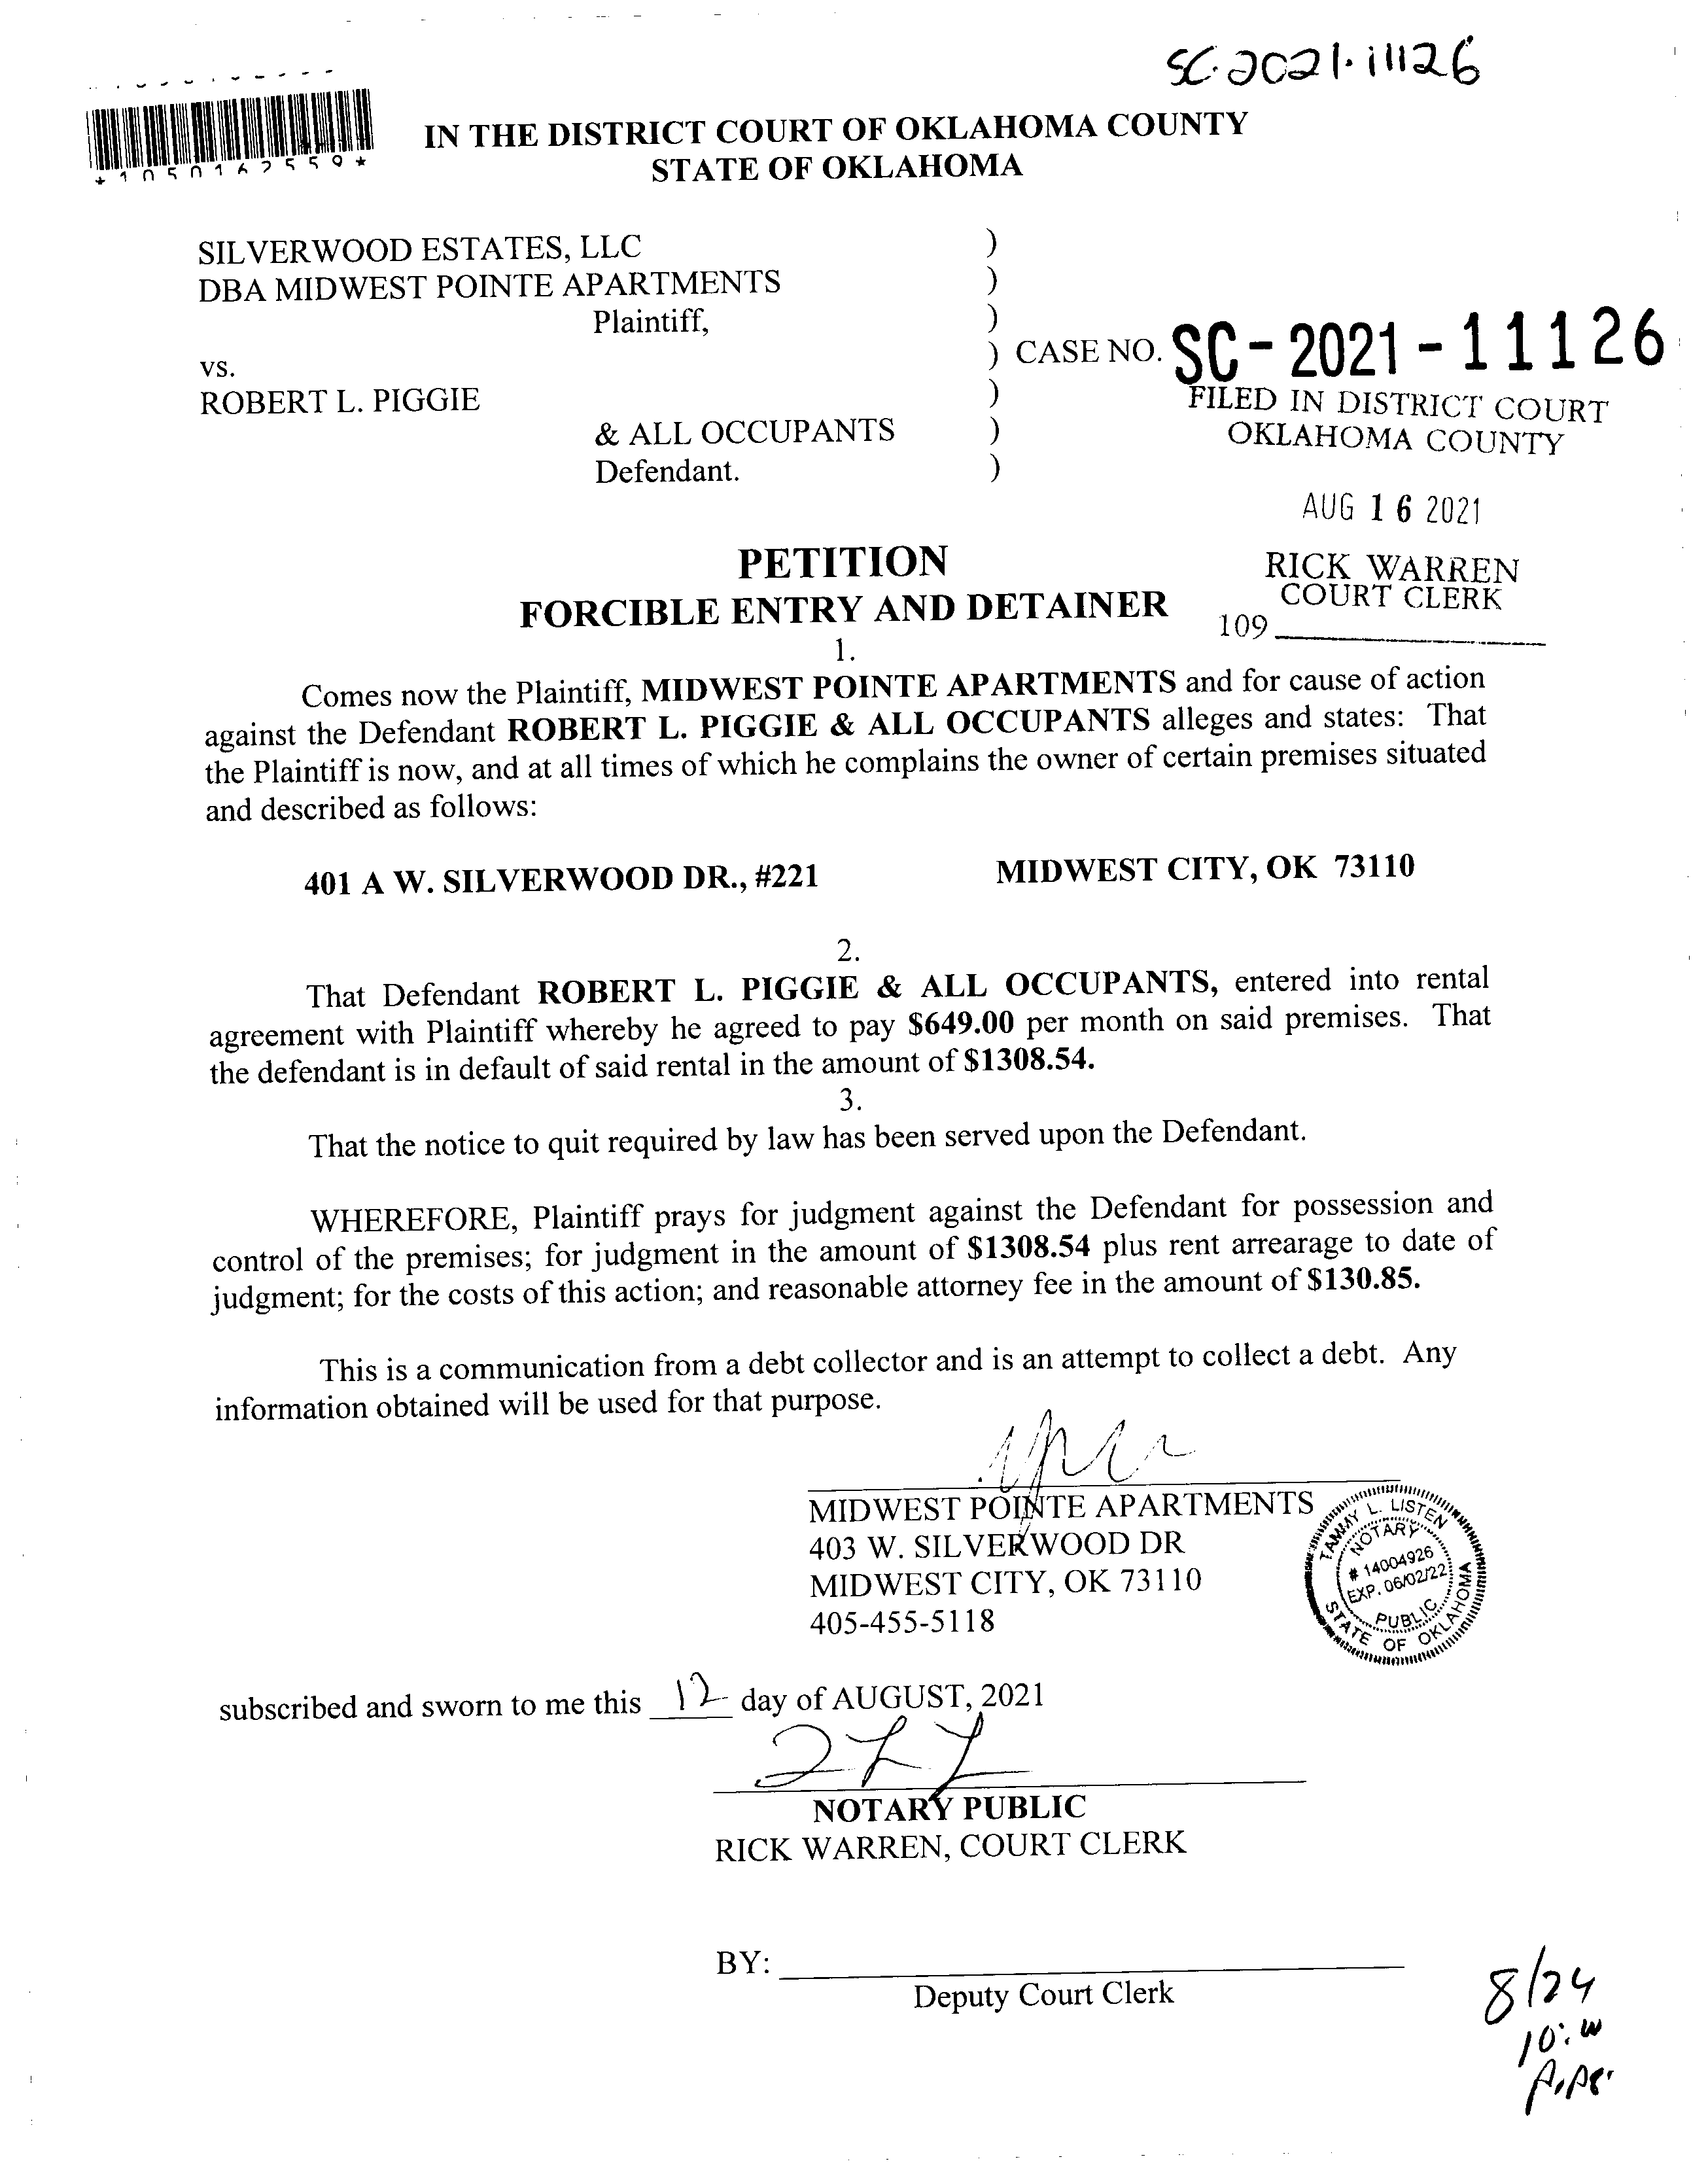 SC-2021-11126
*1050162559*
IN THE DISTRICT COURT OF OKLAHOMA COUNTY
STATE OF OKLAHOMA
SILVERWOOD ESTATES, LLC )
DBA MIDWEST POINTE APARTMENTS )
Plaintiff, )
vs. ) CASE NO. SC-2021-11126
ROBERT L. PIGGIE )
& ALL OCCUPANTS )
Defendant. )
FILED IN DISTRICT COURT
OKLAHOMA COUNTY
AUG 16 2021
RICK WARREN
COURT CLERK
109
PETITION
FORCIBLE ENTRY AND DETAINER
1.
Comes now the Plaintiff, MIDWEST POINTE APARTMENTS and for cause of action
against the Defendant ROBERT L. PIGGIE & ALL OCCUPANTS alleges and states: That
the Plaintiff is now, and at all times of which he complains the owner of certain premises situated
and described as follows:
401 A W. SILVERWOOD DR., #221 MIDWEST CITY, OK 73110
2.
That Defendant ROBERT L. PIGGIE & ALL OCCUPANTS, entered into rental
agreement with Plaintiff whereby he agreed to pay $649.00 per month on said premises. That
the defendant is in default of said rental in the amount of $1308.54.
3.
That the notice to quit required by law has been served upon the Defendant.
WHEREFORE, Plaintiff prays for judgment against the Defendant for possession and
control of the premises; for judgment in the amount of $1308.54 plus rent arrearage to date of
judgment; for the costs of this action; and reasonable attorney fee in the amount of $130.85.
This is a communication from a debt collector and is an attempt to collect a debt. Any
information obtained will be used for that purpose.
MIDWEST POINTE APARTMENTS
403 W. SILVERWOOD DR
MIDWEST CITY, OK 73110
405-455-5118
TAMMY L. LISTEN
NOTARY
# 14004926
EXP. 06/02/22
PUBLIC
STATE OF OKLAHOMA
subscribed and sworn to me this 12 day of AUGUST, 2021
NOTARY PUBLIC
RICK WARREN, COURT CLERK
BY:
Deputy Court Clerk
8/24